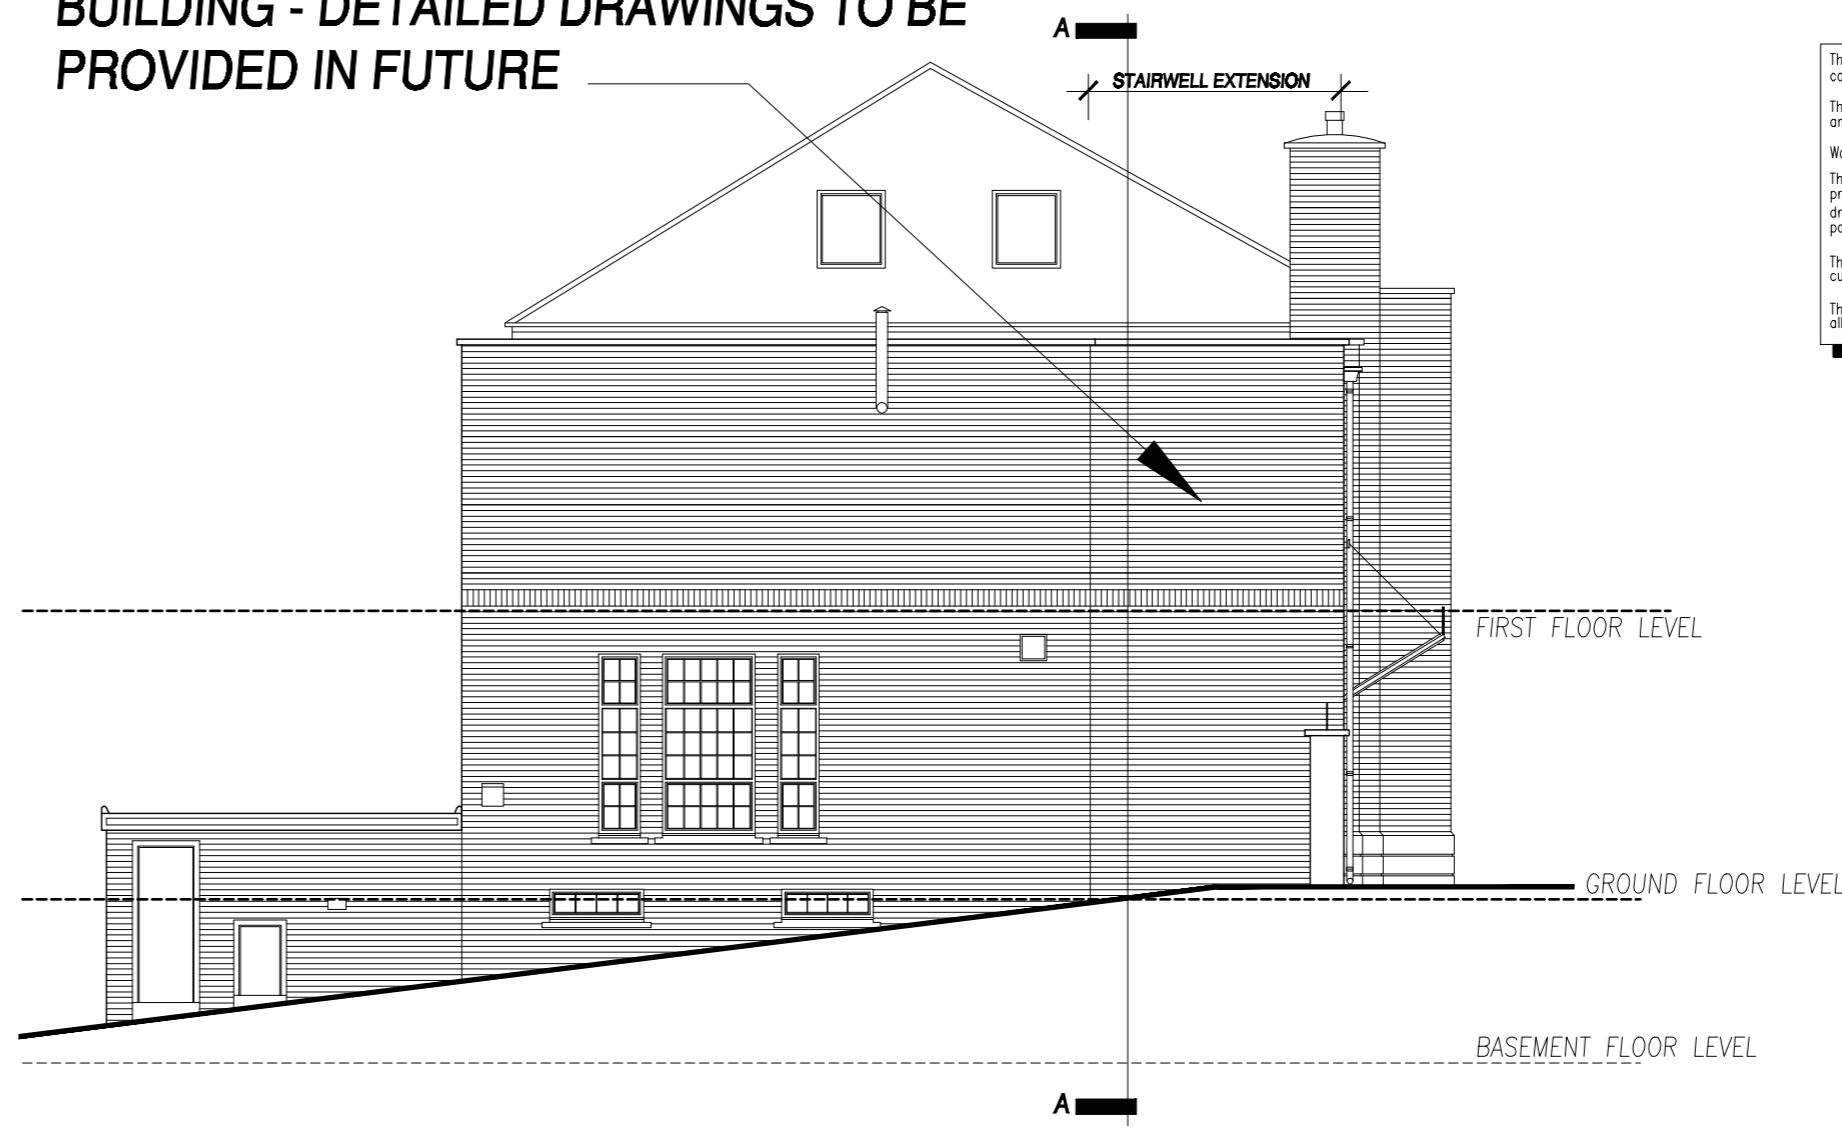 BUILDING - DETAILED DRAWINGS TO BE
PROVIDED IN FUTURE
A
STAIRWELL EXTENSION
FIRST FLOOR LEVEL
GROUND FLOOR LEVEL
BASEMENT FLOOR LEVEL
A